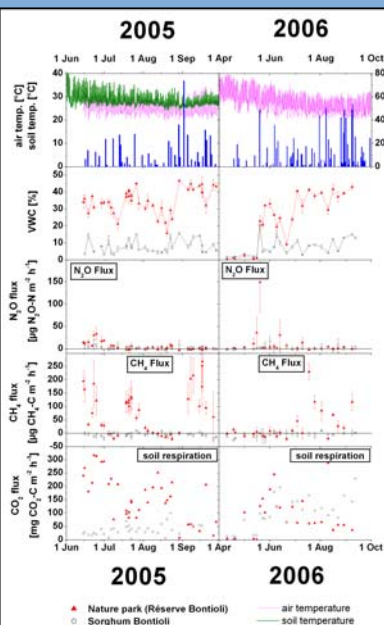 2005 2006
1 Jun 1 Aug 1 Sep 1 Apr 1 Jun 1 Aug 1 Oct
air temp. [°C]
soil temp. [°C]
40
30
20
10
0
80
60
40
20
0
VWC [%]
50
40
30
20
10
0
N₂O Flux N₂O Flux
N₂O flux
[µg N₂O-N m⁻² h⁻¹]
150
100
50
0
CH₄ Flux CH₄ Flux
CH₄ flux
[µg CH₄-C m⁻² h⁻¹]
250
200
150
100
50
0
-50
soil respiration soil respiration
CO₂ flux
[mg CO₂-C m⁻² h⁻¹]
300
250
200
150
100
50
0
1 Jun 1 Aug 1 Sep 1 Apr 1 Jun 1 Aug 1 Oct
2005 2006
Nature park (Réserve Bontioli) air temperature
Sorghum Bontioli soil temperature